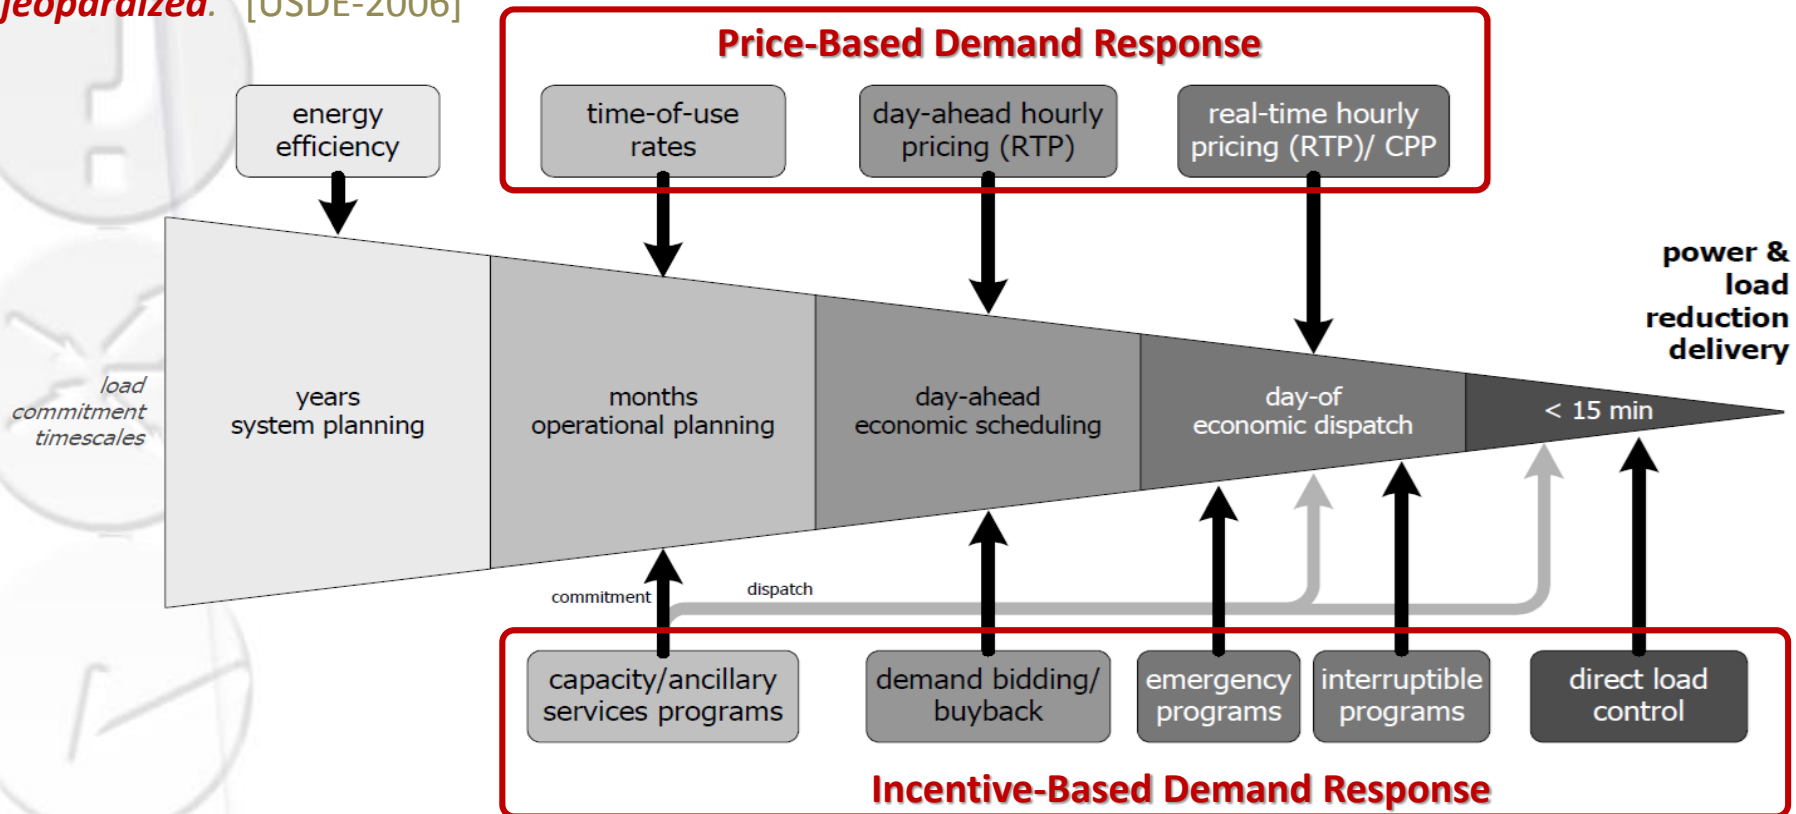 jeopardized. [USDE-2006]
Price-Based Demand Response
energy
efficiency
time-of-use
rates
day-ahead hourly
pricing (RTP)
real-time hourly
pricing (RTP)/ CPP
power &
load
reduction
delivery
load
commitment
timescales
years
system planning
months
operational planning
day-ahead
economic scheduling
day-of
economic dispatch
< 15 min
commitment
dispatch
capacity/ancillary
services programs
demand bidding/
buyback
emergency
programs
interruptible
programs
direct load
control
Incentive-Based Demand Response